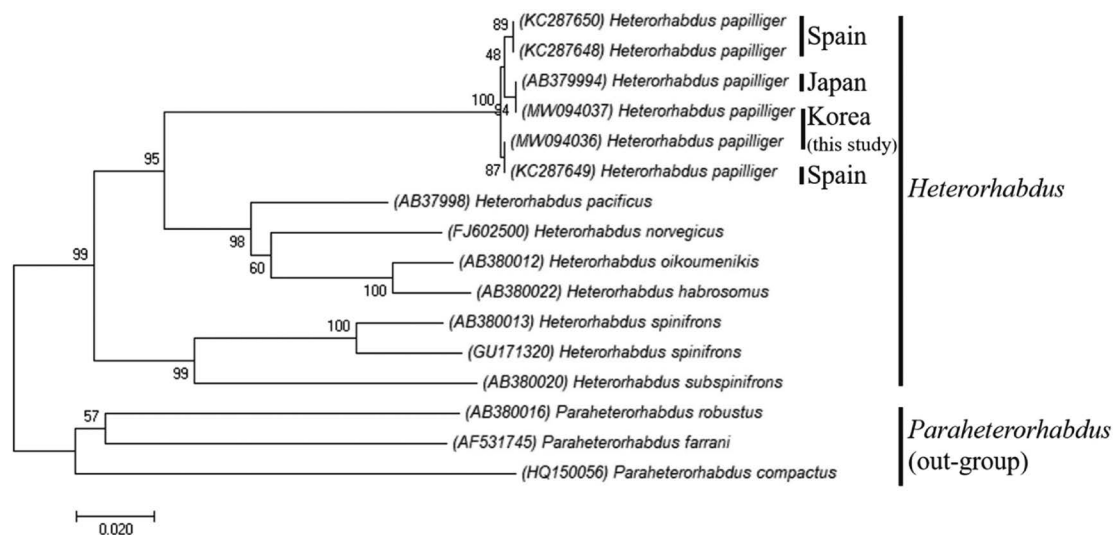 (KC287650) Heterorhabdus papilliger
89
Spain
48
(KC287648) Heterorhabdus papilliger
(AB379994) Heterorhabdus papilliger
Japan
100
94
(MW094037) Heterorhabdus papilliger
Korea
(this study)
(MW094036) Heterorhabdus papilliger
87
(KC287649) Heterorhabdus papilliger
Spain
95
Heterorhabdus
(AB37998) Heterorhabdus pacificus
98
(FJ602500) Heterorhabdus norvegicus
99
60
(AB380012) Heterorhabdus oikoumenikis
100
(AB380022) Heterorhabdus habrosomus
(AB380013) Heterorhabdus spinifrons
100
(GU171320) Heterorhabdus spinifrons
99
(AB380020) Heterorhabdus subspinifrons
57
(AB380016) Paraheterorhabdus robustus
(AF531745) Paraheterorhabdus farrani
(HQ150056) Paraheterorhabdus compactus
Paraheterorhabdus
(out-group)
0.020